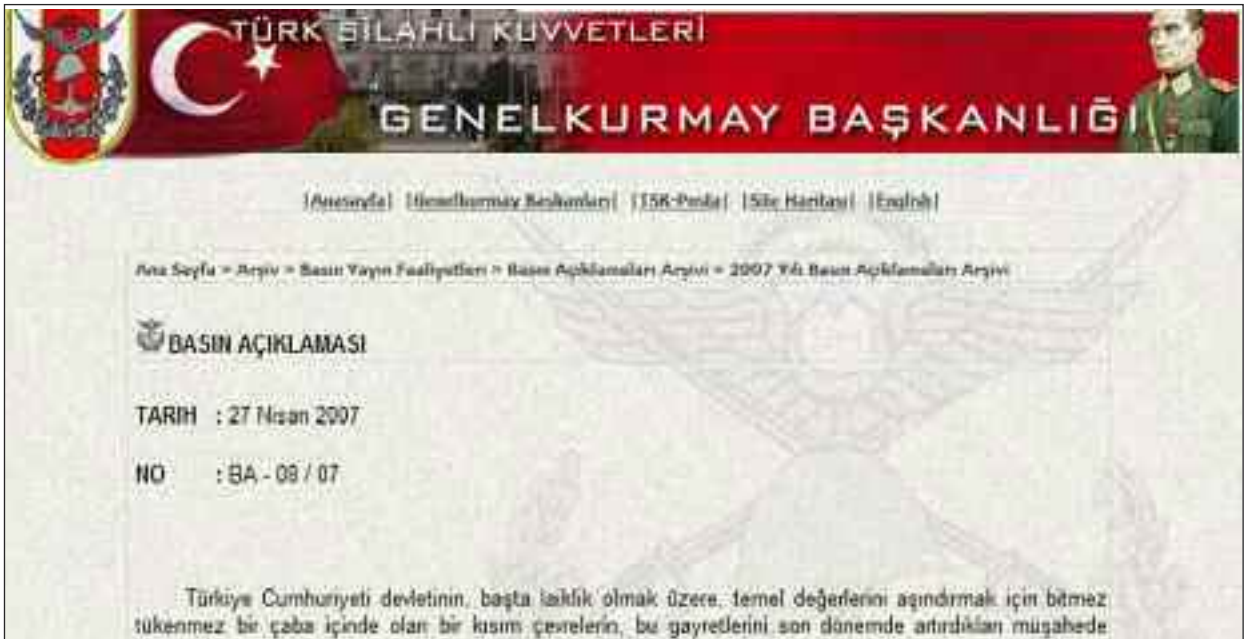 TÜRK SİLAHLI KUVVETLERİ
GENELKURMAY BAŞKANLIĞI
|Anasayfa| |Genelkurmay Başkanları| |TSK-Posta| |Site Haritası| |English|
Ana Sayfa » Arşiv » Basın Yayın Faaliyetleri » Basın Açıklamaları Arşivi » 2007 Yılı Basın Açıklamaları Arşivi
BASIN AÇIKLAMASI
TARİH : 27 Nisan 2007
NO : BA - 08 / 07
Türkiye Cumhuriyeti devletinin, başta laiklik olmak üzere, temel değerlerini aşındırmak için bitmez
tükenmez bir çaba içinde olan bir kısım çevrelerin, bu gayretlerini son dönemde artırdıkları müşahede